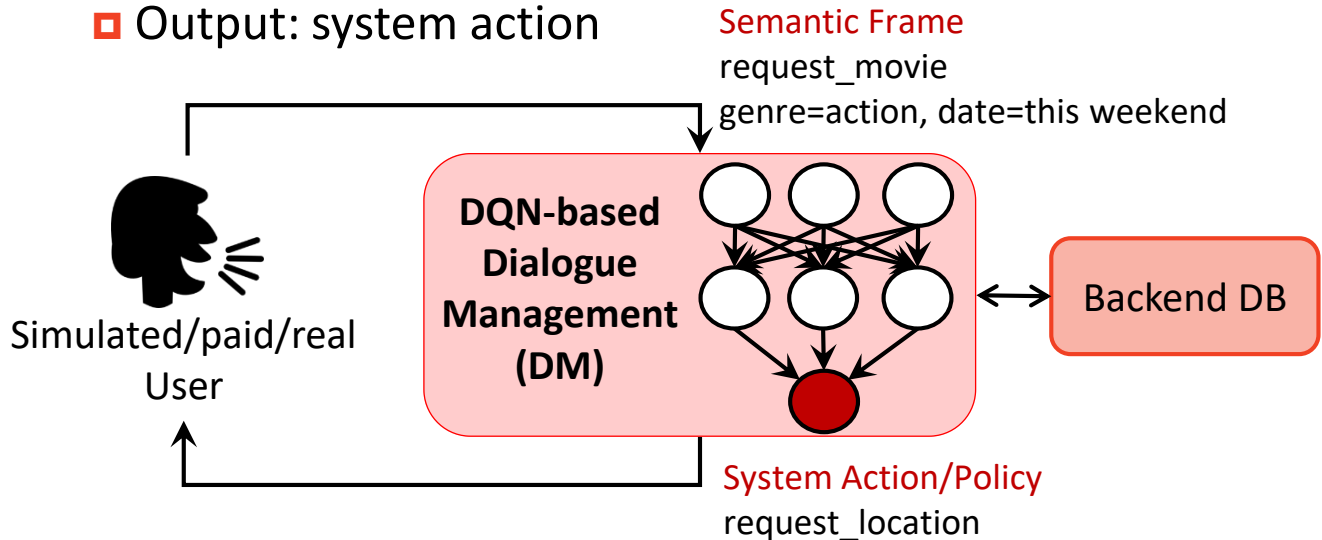 Output: system action
Semantic Frame
request_movie
genre=action, date=this weekend
DQN-based
Dialogue
Management
(DM)
Backend DB
Simulated/paid/real
User
System Action/Policy
request_location